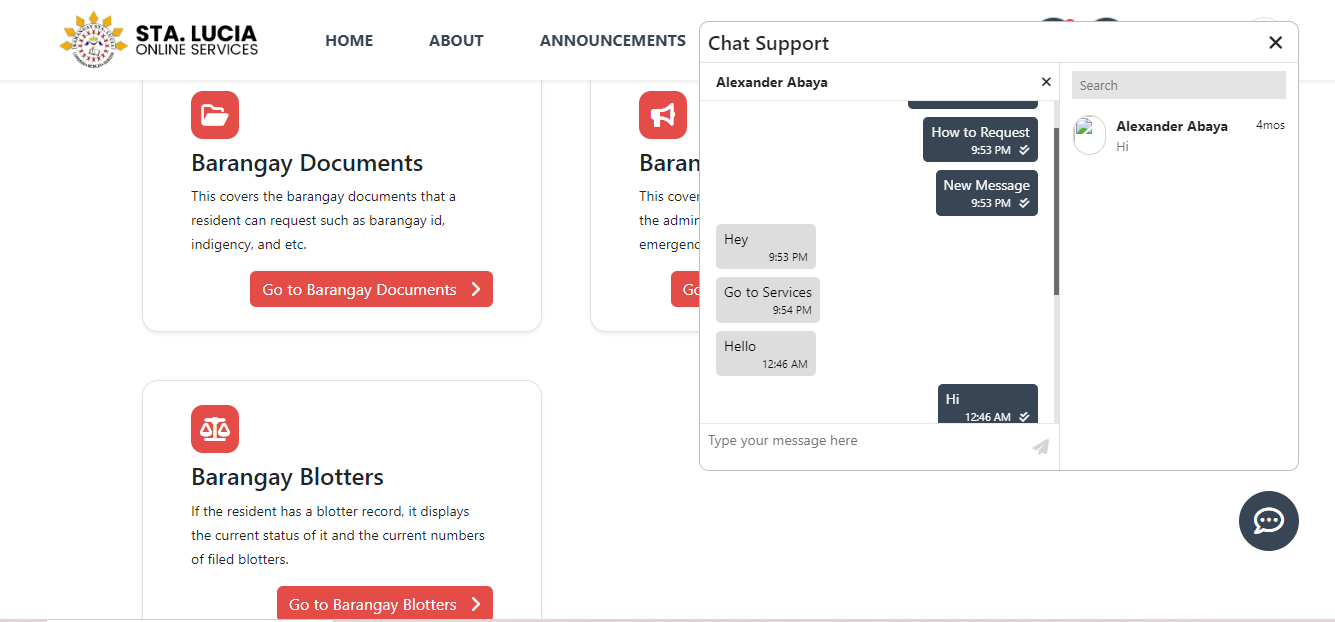 STA. LUCIA
ONLINE SERVICES
HOME
ABOUT
ANNOUNCEMENTS
Barangay Documents
This covers the barangay documents that a
resident can request such as barangay id,
indigency, and etc.
Go to Barangay Documents
Baran
This cover
the admin
emergenc
Go
Barangay Blotters
If the resident has a blotter record, it displays
the current status of it and the current numbers
of filed blotters.
Go to Barangay Blotters
Chat Support
Alexander Abaya
How to Request
9:53 PM
New Message
9:53 PM
Hey
9:53 PM
Go to Services
9:54 PM
Hello
12:46 AM
Hi
12:46 AM
Type your message here
Search
Alexander Abaya
4mos
Hi